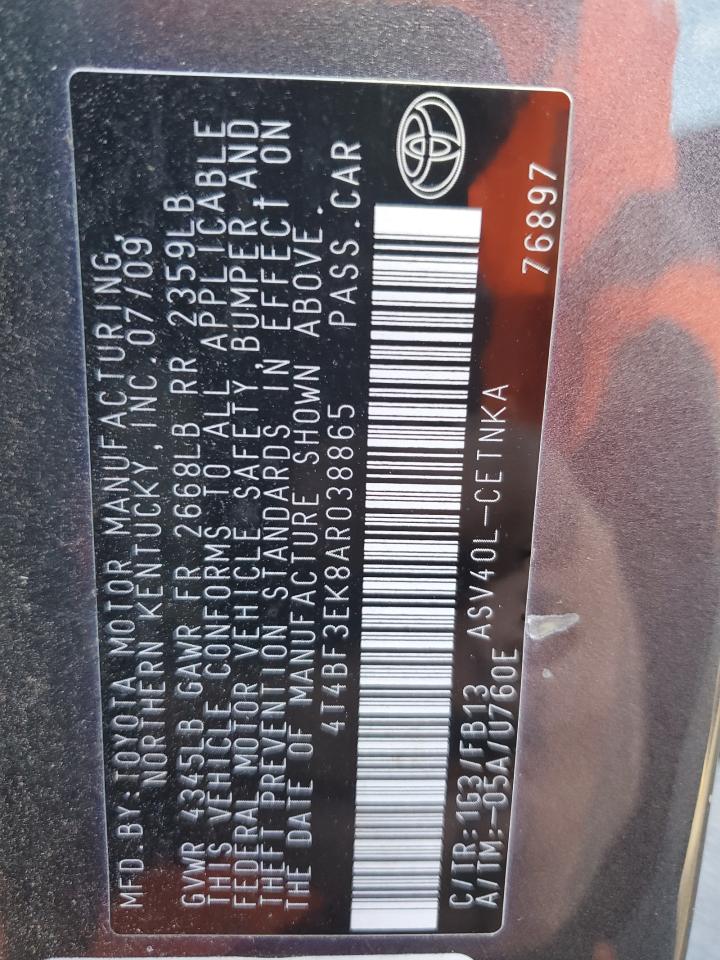 MFD.BY:TOYOTA MOTOR MANUFACTURING,
NORTHERN KENTUCKY, INC.07/09
GVWR 4345LB GAWR FR 2668LB RR 2359LB
THIS VEHICLE CONFORMS TO ALL APPLICABLE
FEDERAL MOTOR VEHICLE SAFETY, BUMPER, AND
THEFT PREVENTION STANDARDS IN EFFECT ON
THE DATE OF MANUFACTURE SHOWN ABOVE.
4T4BF3EK8AR038865 PASS.CAR
C/TR:1G3/FB13 ASV40L-CETNKA
A/TM:-05A/U760E 76897